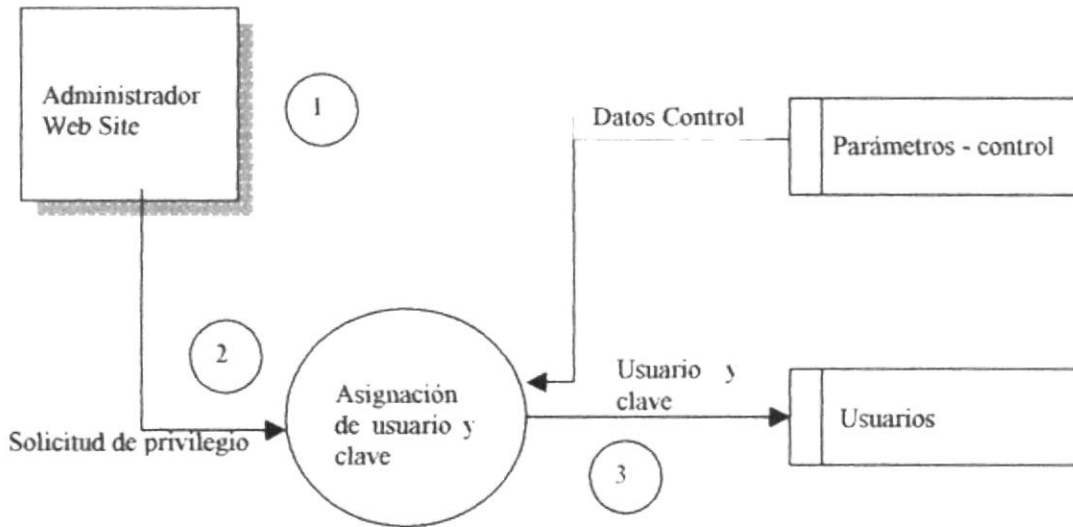 Administrador
Web Site
1
Datos Control
Parámetros - control
2
Solicitud de privilegio
Asignación
de usuario y
clave
Usuario y
clave
3
Usuarios